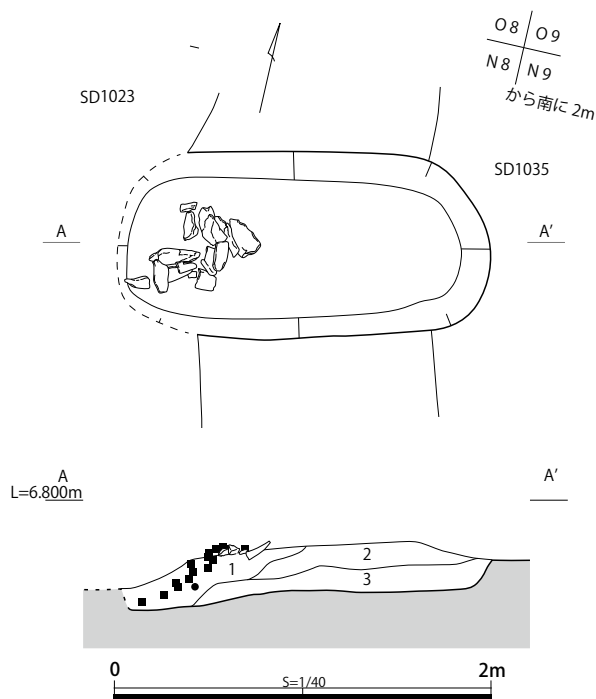 O8 O9
N8 N9
から南に 2m
SD1023
SD1035
A A’
A A’
L=6.800m
1 2
3
0 S=1/40 2m